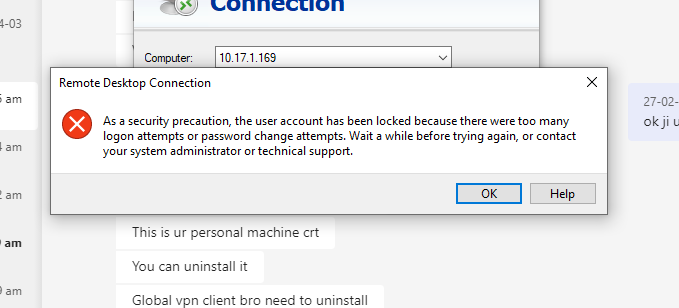 Connection
4-03
Computer:
10.17.1.169
Remote Desktop Connection
5 am
27-02-
As a security precaution, the user account has been locked because there were too many
logon attempts or password change attempts. Wait a while before trying again, or contact
your system administrator or technical support.
ok ji u
4 am
2 am
OK
Help
This is ur personal machine crt
am
You can uninstall it
9 am
Global vpn client bro need to uninstall